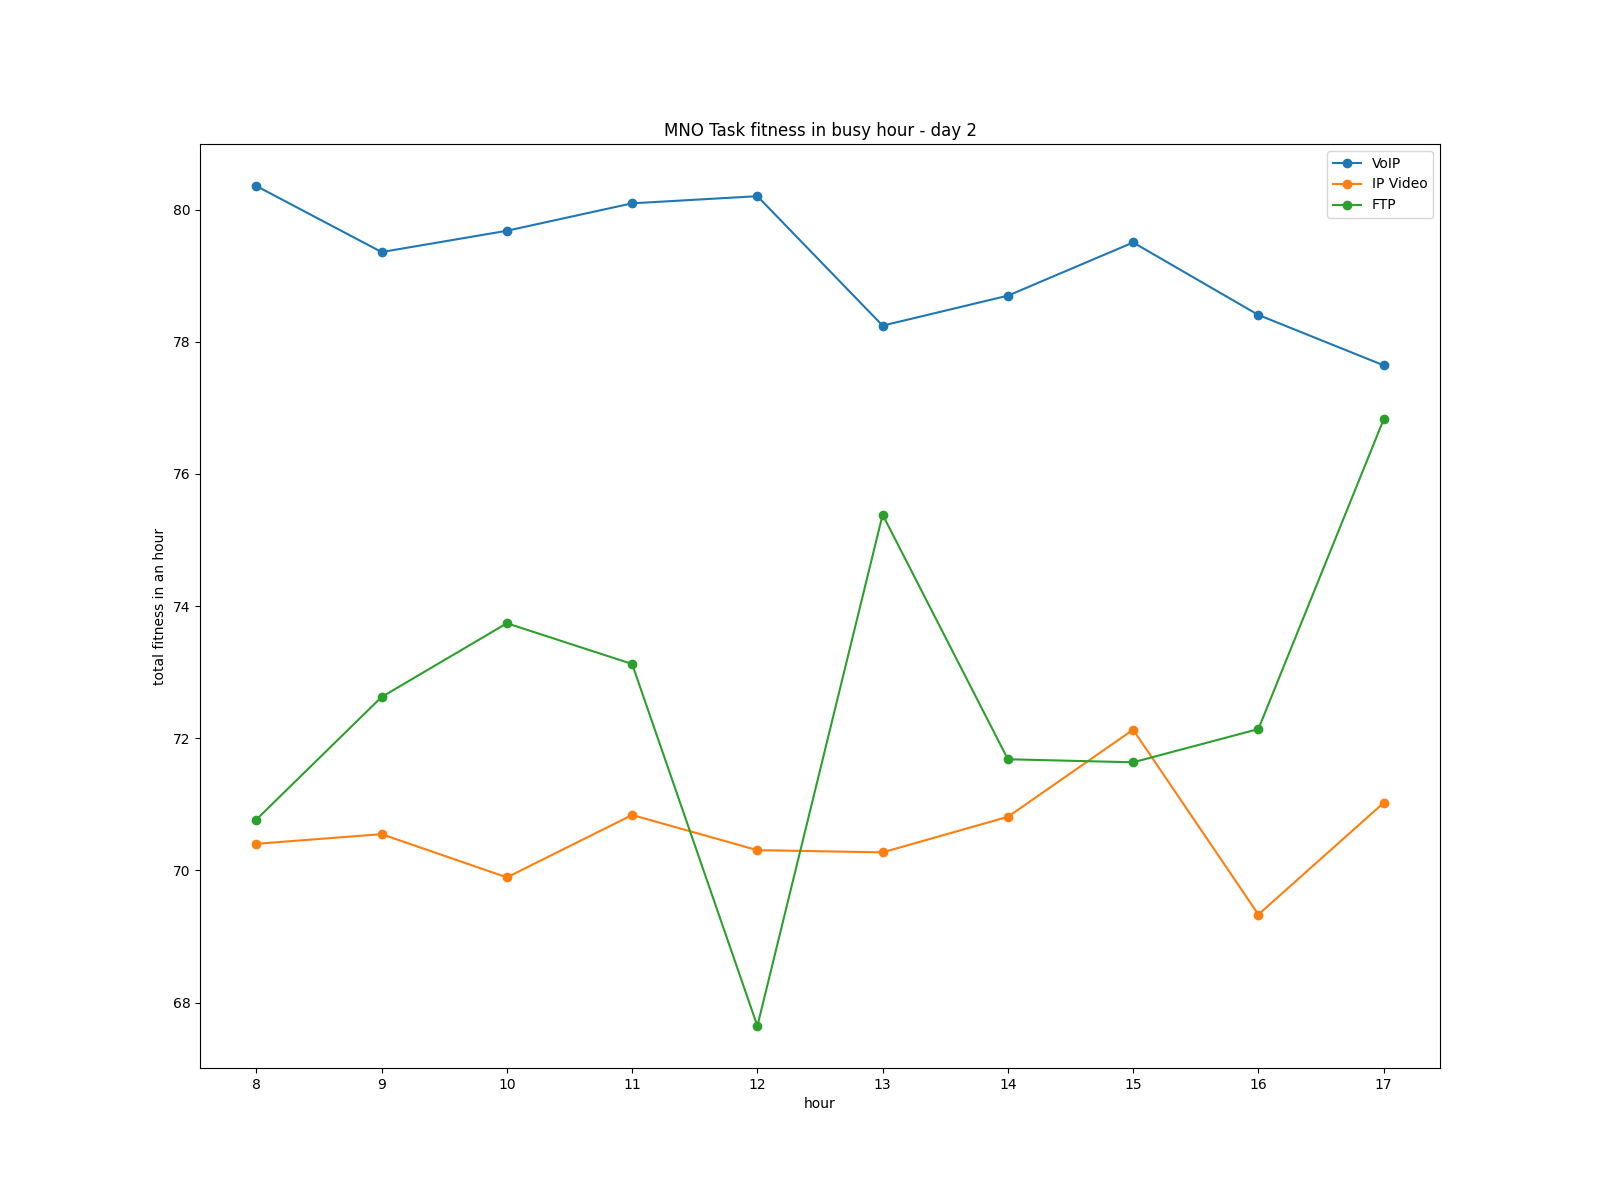 MNO Task fitness in busy hour - day 2
VoIP
IP Video
FTP
80
78
76
74
72
70
68
total fitness in an hour
8 9 10 11 12 13 14 15 16 17
hour